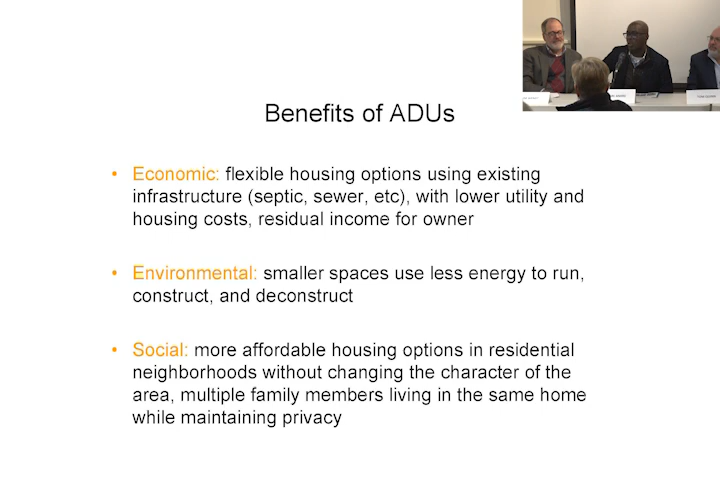 Benefits of ADUs
• Economic: flexible housing options using existing
infrastructure (septic, sewer, etc), with lower utility and
housing costs, residual income for owner
• Environmental: smaller spaces use less energy to run,
construct, and deconstruct
• Social: more affordable housing options in residential
neighborhoods without changing the character of the
area, multiple family members living in the same home
while maintaining privacy